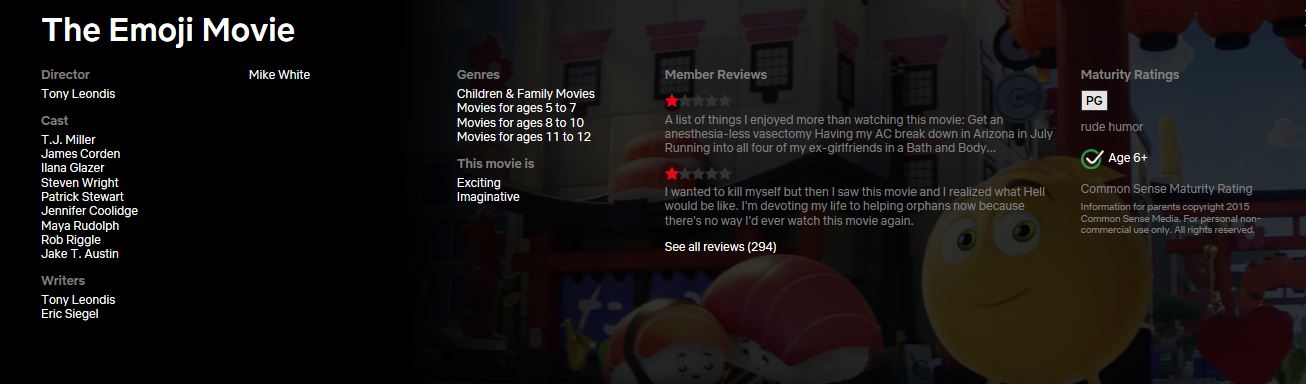 The Emoji Movie
Director
Tony Leondis
Cast
T.J. Miller
James Corden
Ilana Glazer
Steven Wright
Patrick Stewart
Jennifer Coolidge
Maya Rudolph
Rob Riggle
Jake T. Austin
Writers
Tony Leondis
Eric Siegel
Mike White
Genres
Children & Family Movies
Movies for ages 5 to 7
Movies for ages 8 to 10
Movies for ages 11 to 12
This movie is
Exciting
Imaginative
Member Reviews
A list of things I enjoyed more than watching this movie: Get an
anesthesia-less vasectomy Having my AC break down in Arizona in July
Running into all four of my ex-girlfriends in a Bath and Body...
I wanted to kill myself but then I saw this movie and I realized what Hell
would be like. I'm devoting my life to helping orphans now because
there's no way I'd ever watch this movie again.
See all reviews (294)
Maturity Ratings
PG
rude humor
Age 6+
Common Sense Maturity Rating
Information for parents copyright 2015
Common Sense Media. For personal non-
commercial use only. All rights reserved.